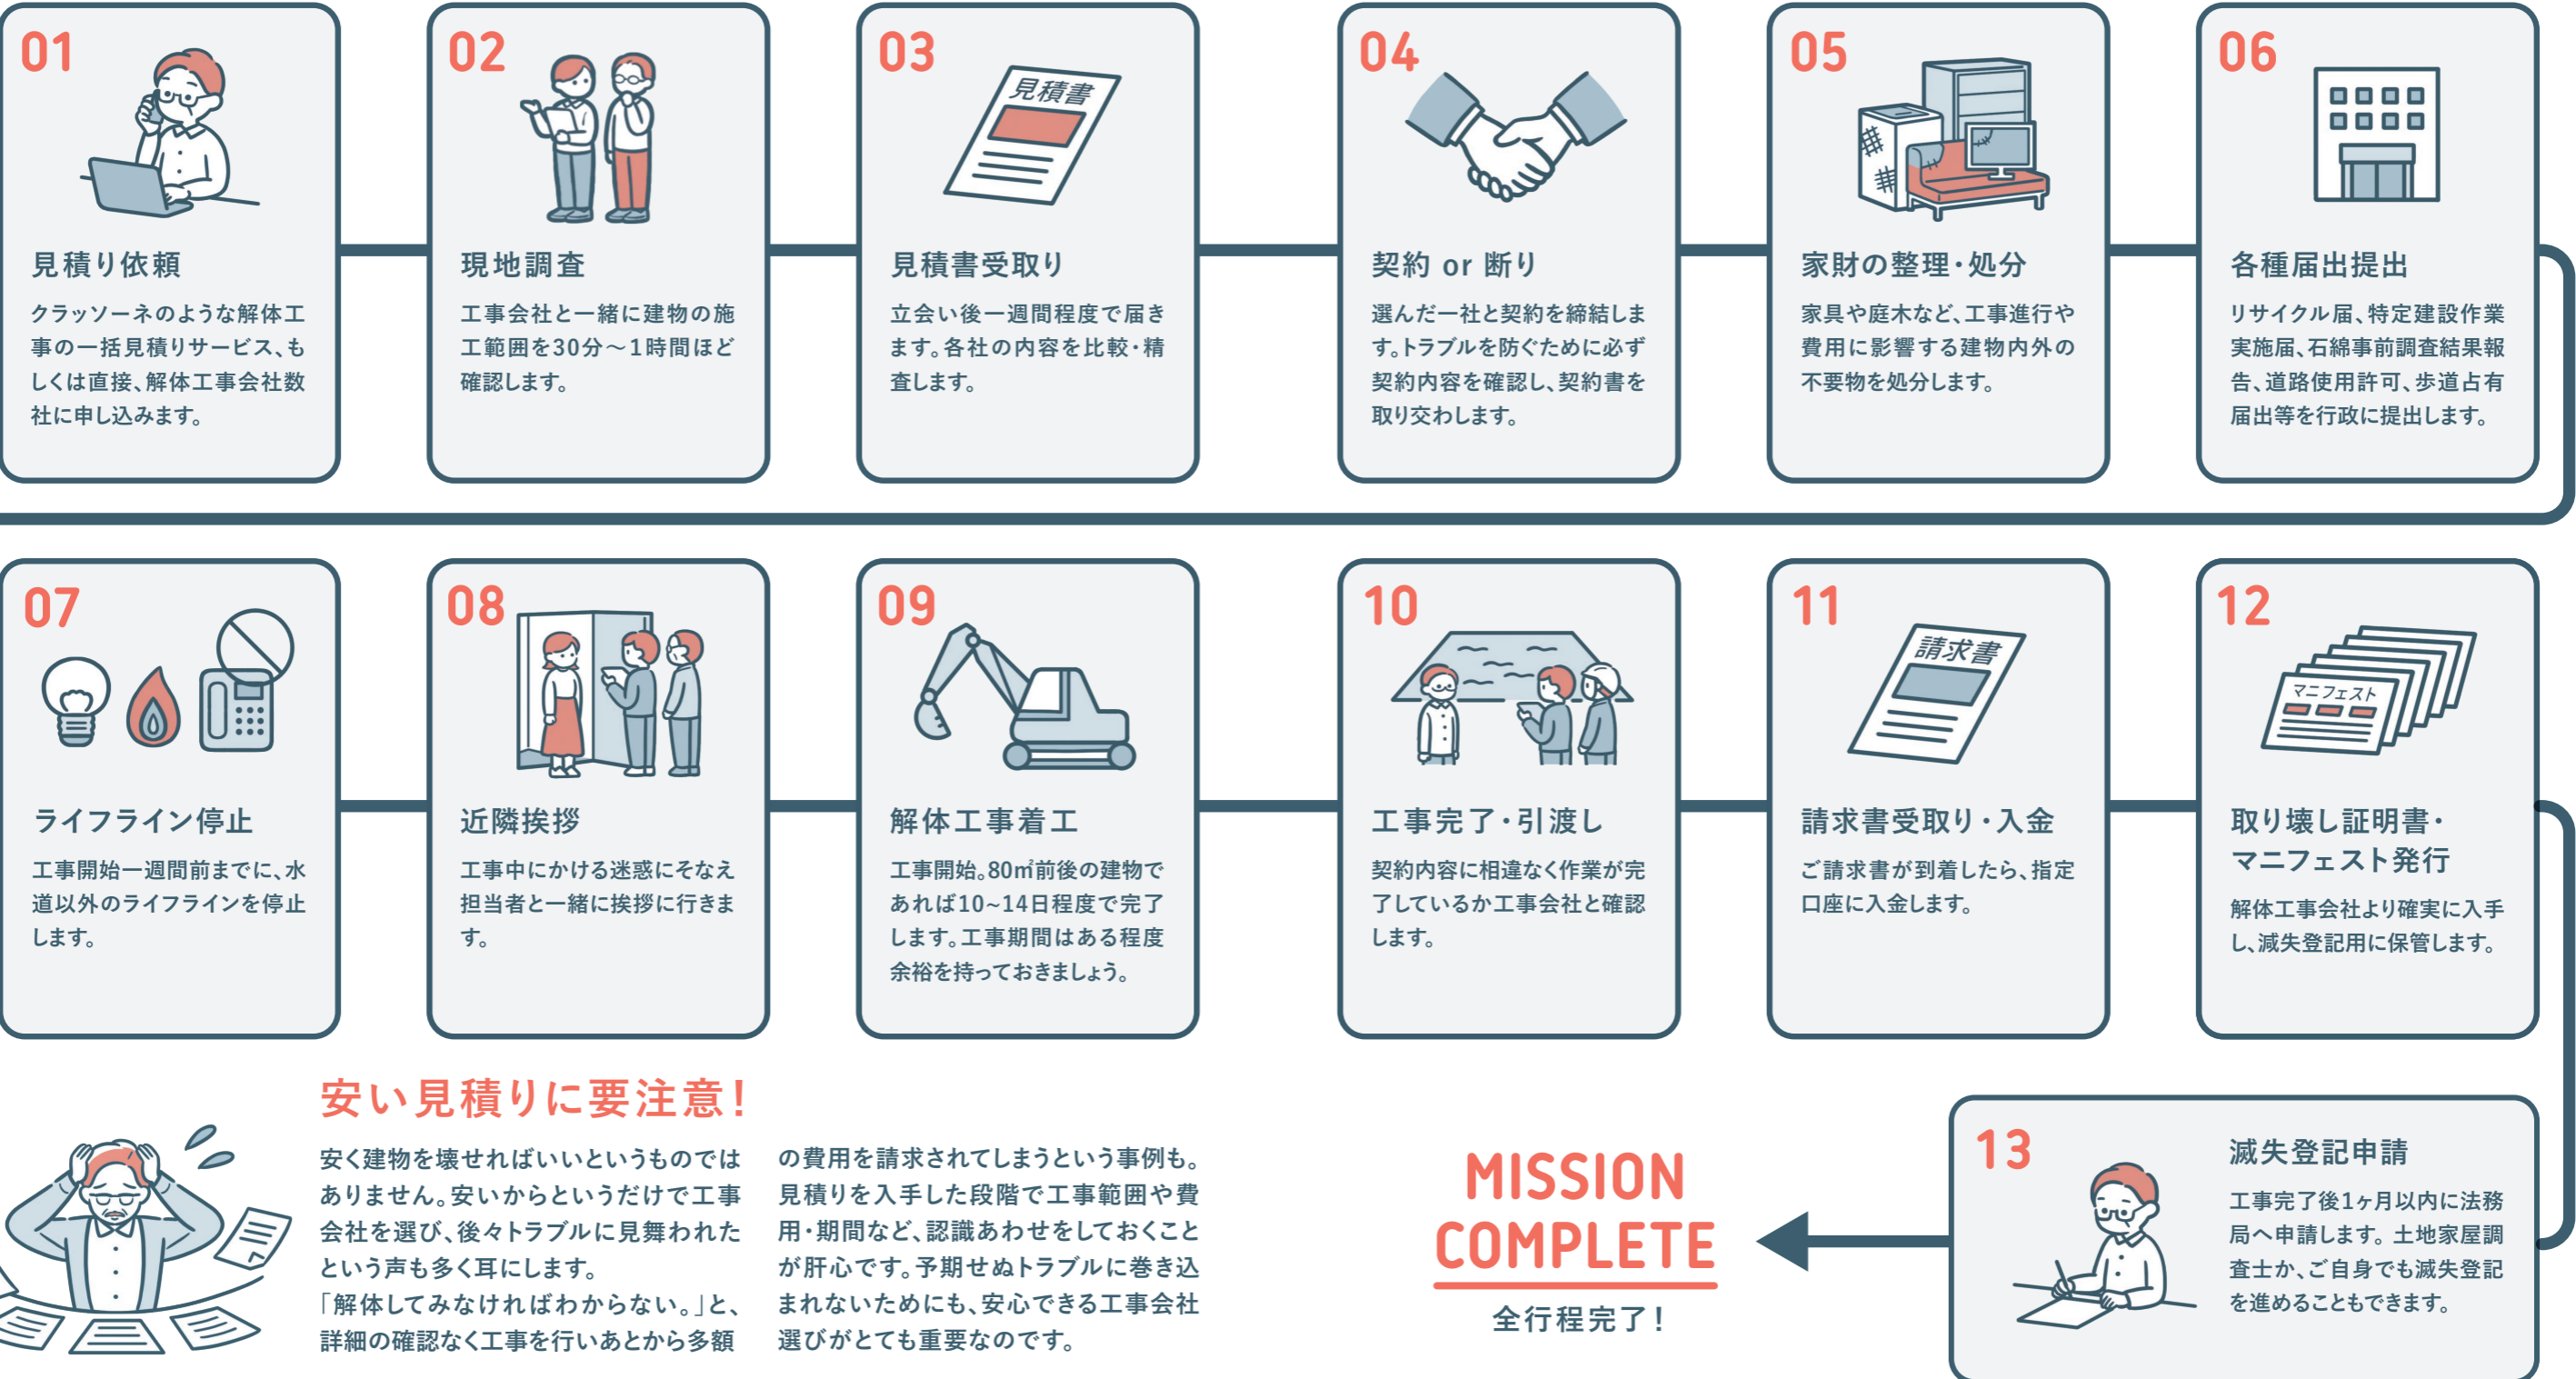 01
見積り依頼
クラッソーネのような解体工
事の一括見積りサービス、も
しくは直接、解体工事会社数
社に申し込みます。
02
現地調査
工事会社と一緒に建物の施
工範囲を30分～1時間ほど
確認します。
03
見積書
見積書受取り
立会い後一週間程度で届き
ます。各社の内容を比較・精
査します。
04
契約 or 断り
選んだ一社と契約を締結しま
す。トラブルを防ぐために必ず
契約内容を確認し、契約書を
取り交わします。
05
家財の整理・処分
家具や庭木など、工事進行や
費用に影響する建物内外の
不要物を処分します。
06
各種届出提出
リサイクル届、特定建設作業
実施届、石綿事前調査結果報
告、道路使用許可、歩道占有
届出等を行政に提出します。
07
ライフライン停止
工事開始一週間前までに、水
道以外のライフラインを停止
します。
08
近隣挨拶
工事中にかける迷惑にそなえ
担当者と一緒に挨拶に行きま
す。
09
解体工事着工
工事開始。80㎡前後の建物で
あれば10~14日程度で完了
します。工事期間はある程度
余裕を持っておきましょう。
10
工事完了・引渡し
契約内容に相違なく作業が完
了しているか工事会社と確認
します。
11
請求書
請求書受取り・入金
ご請求書が到着したら、指定
口座に入金します。
12
マニフェスト
取り壊し証明書・
マニフェスト発行
解体工事会社より確実に入手
し、滅失登記用に保管します。
13
滅失登記申請
工事完了後1ヶ月以内に法務
局へ申請します。土地家屋調
査士か、ご自身でも滅失登記
を進めることもできます。
MISSION
COMPLETE
全行程完了！
安い見積りに要注意！
安く建物を壊せればいいというものでは
ありません。安いからというだけで工事
会社を選び、後々トラブルに見舞われた
という声も多く耳にします。
「解体してみなければわからない。」と、
詳細の確認なく工事を行いあとから多額
の費用を請求されてしまうという事例も。
見積りを入手した段階で工事範囲や費
用・期間など、認識あわせをしておくこと
が肝心です。予期せぬトラブルに巻き込
まれないためにも、安心できる工事会社
選びがとても重要なのです。